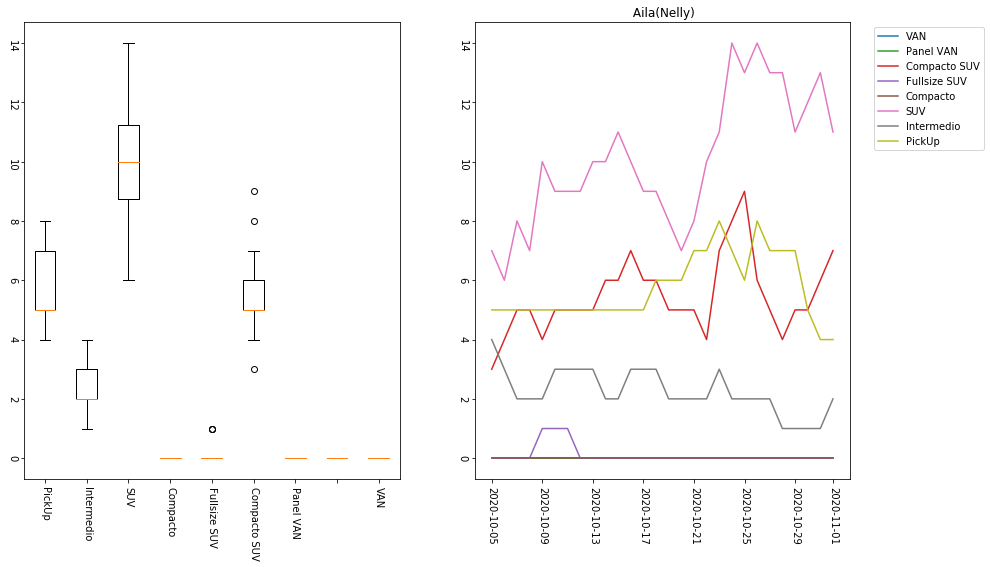 Aila(Nelly)
14
12
10
8
6
4
2
0
PickUp
Intermedio
SUV
Compacto
Fullsize SUV
Compacto SUV
Panel VAN
VAN
14
12
10
8
6
4
2
0
2020-10-05
2020-10-09
2020-10-13
2020-10-17
2020-10-21
2020-10-25
2020-10-29
2020-11-01
VAN
Panel VAN
Compacto SUV
Fullsize SUV
Compacto
SUV
Intermedio
PickUp